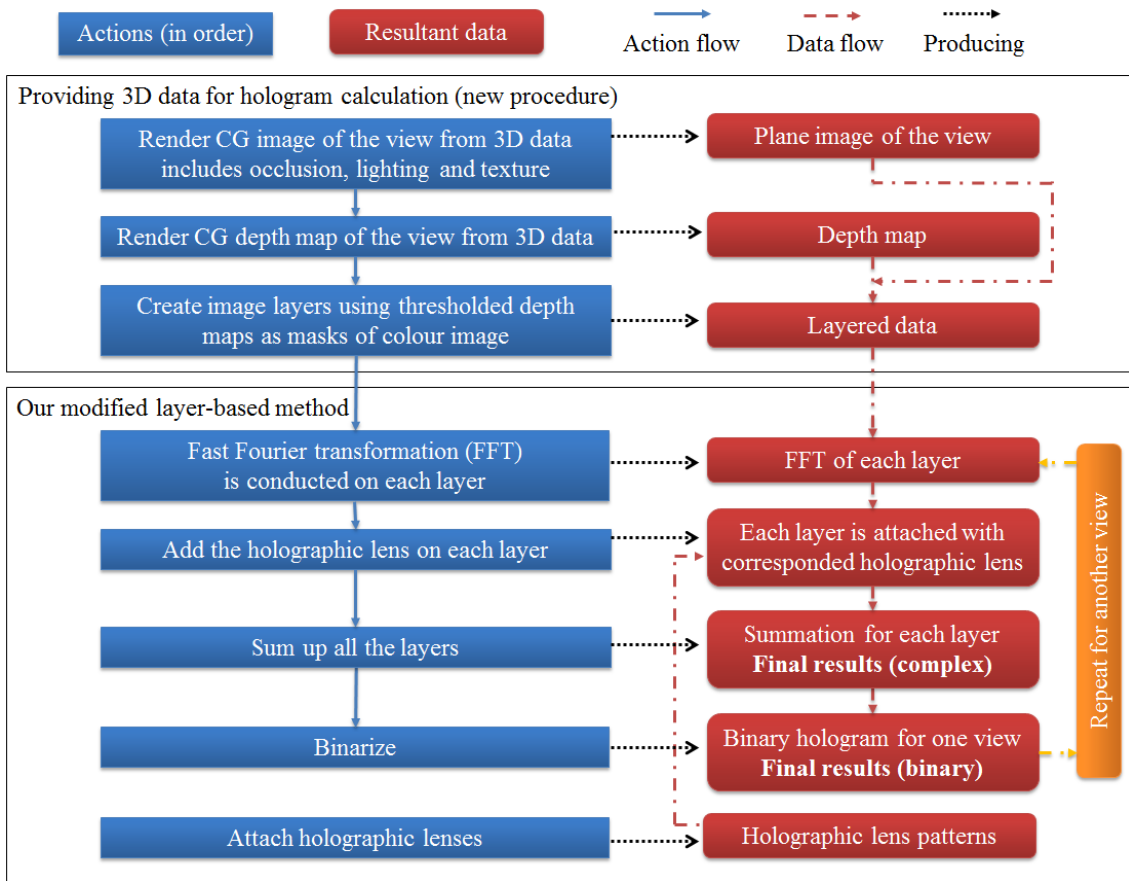 Actions (in order)
Resultant data
Action flow
Data flow
Producing
Providing 3D data for hologram calculation (new procedure)
Render CG image of the view from 3D data
includes occlusion, lighting and texture
Plane image of the view
Render CG depth map of the view from 3D data
Depth map
Create image layers using thresholded depth
maps as masks of colour image
Layered data
Our modified layer-based method
Fast Fourier transformation (FFT)
is conducted on each layer
FFT of each layer
Add the holographic lens on each layer
Each layer is attached with
corresponded holographic lens
Sum up all the layers
Summation for each layer
Final results (complex)
Binarize
Binary hologram for one view
Final results (binary)
Attach holographic lenses
Holographic lens patterns
Repeat for another view